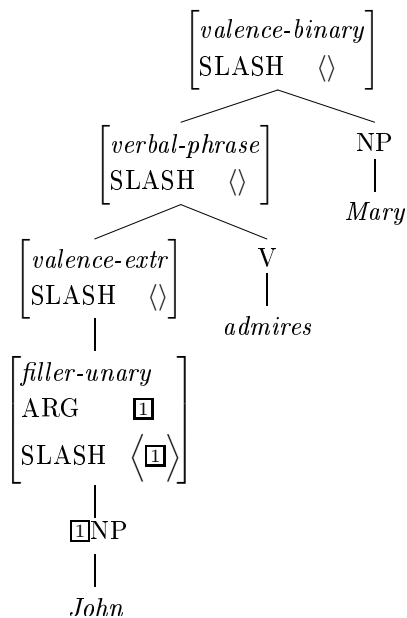 valence-binary
SLASH ⟨⟩
verbal-phrase
SLASH ⟨⟩
NP
Mary
valence-extr
SLASH ⟨⟩
V
admires
filler-unary
ARG 1
SLASH ⟨1⟩
1NP
John